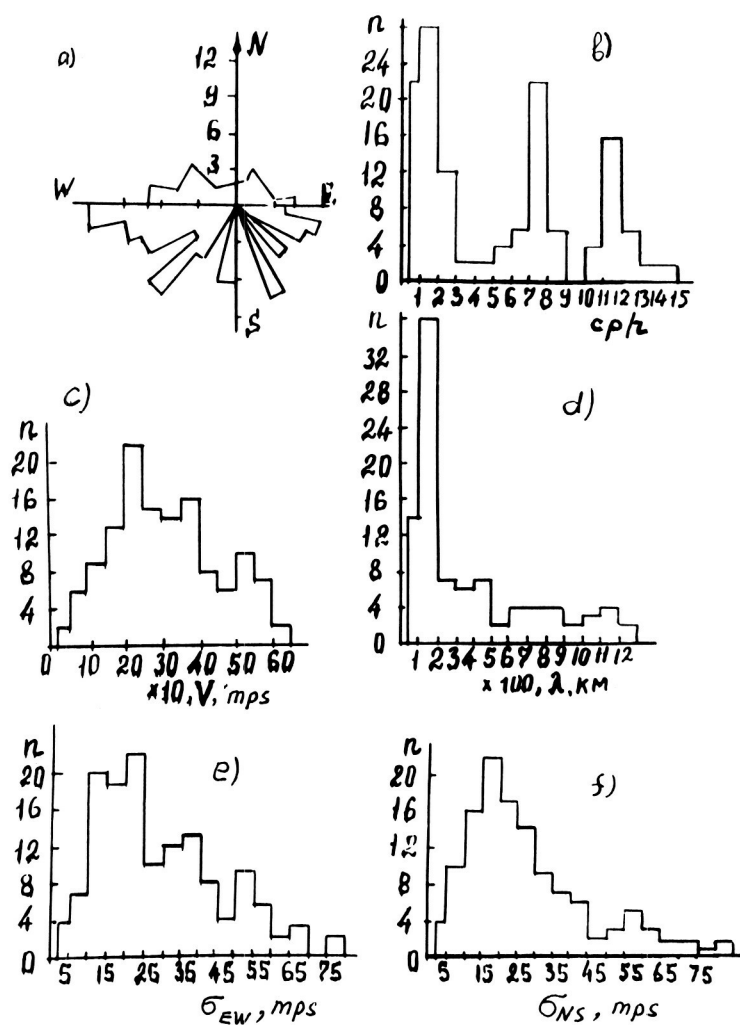 a)
N
12
9
6
3
W
E
S
b)
n
28
24
20
16
12
8
4
0
1 2 3 4 5 6 7 8 9 10 11 12 13 14 15
cph
c)
n
20
16
12
8
4
0 10 20 30 40 50 60
×10, V, mps
d)
n
32
28
24
20
16
12
8
4
0
1 2 3 4 5 6 7 8 9 10 11 12
× 100, λ, км
e)
n
20
16
12
8
4
0
5 15 25 35 45 55 65 75
σEW, mps
f)
n
20
16
12
8
4
0
5 15 25 35 45 55 65 75
σNS, mps